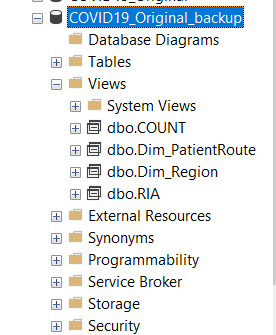 COVID19_Original_backup
Database Diagrams
Tables
Views
System Views
dbo.COUNT
dbo.Dim_PatientRoute
dbo.Dim_Region
dbo.RIA
External Resources
Synonyms
Programmability
Service Broker
Storage
Security